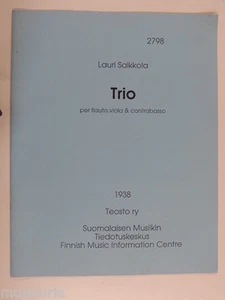 2798
Lauri Saikkola
Trio
per flauto, viola & contrabasso
1938
Teosto ry
Suomalaisen Musiikin
Tiedotuskeskus
Finnish Music Information Centre